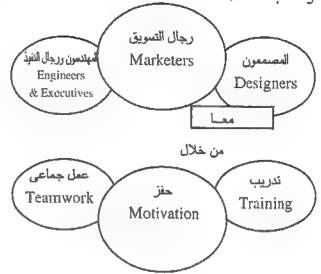 رجال التسويق
Marketers
المهندسون ورجال التنفيذ
Engineers
& Executives
المصممون
Designers
معا
من خلال
عمل جماعى
Teamwork
حفز
Motivation
تدريب
Training